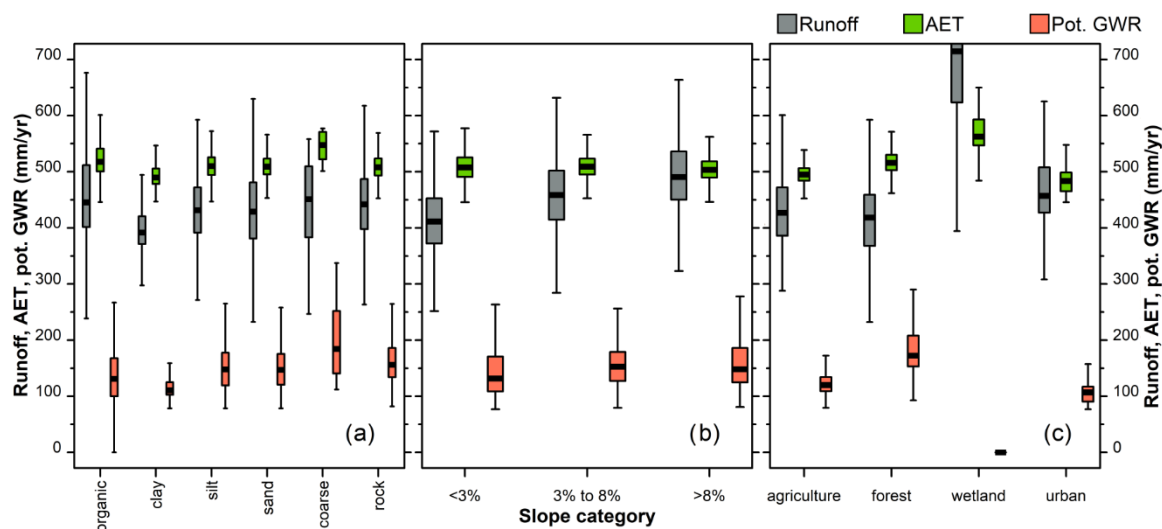 Runoff AET Pot. GWR
Runoff, AET, pot. GWR (mm/yr)
700
600
500
400
300
200
100
0
(a)
(b)
(c)
700
600
500
400
300
200
100
0
Runoff, AET, pot. GWR (mm/yr)
organic
clay
silt
sand
coarse
rock
<3% 3% to 8% >8%
agriculture forest wetland urban
Slope category